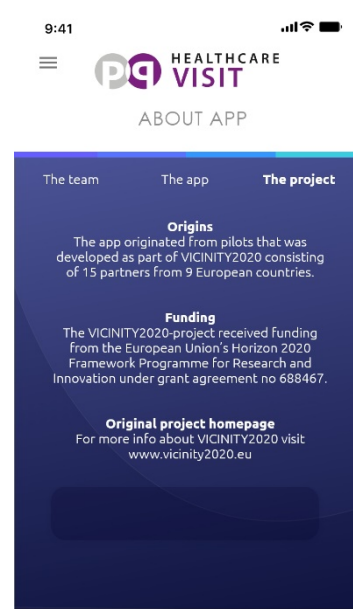 9:41
HEALTHCARE
VISIT
ABOUT APP
The team The app The project
Origins
The app originated from pilots that was
developed as part of VICINITY2020 consisting
of 15 partners from 9 European countries.
Funding
The VICINITY2020-project received funding
from the European Union's Horizon 2020
Framework Programme for Research and
Innovation under grant agreement no 688467.
Original project homepage
For more info about VICINITY2020 visit
www.vicinity2020.eu